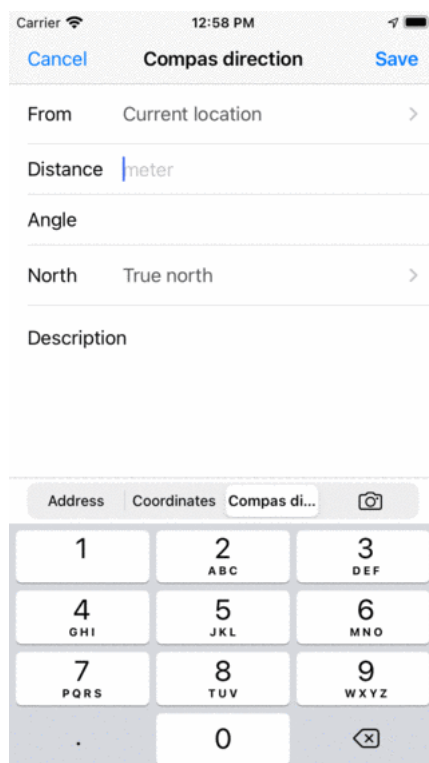 Carrier 12:58 PM
Cancel Compas direction Save
From Current location
Distance meter
Angle
North True north
Description
Address Coordinates Compas di...
1 2 3
ABC DEF
4 5 6
GHI JKL MNO
7 8 9
PQRS TUV WXYZ
. 0